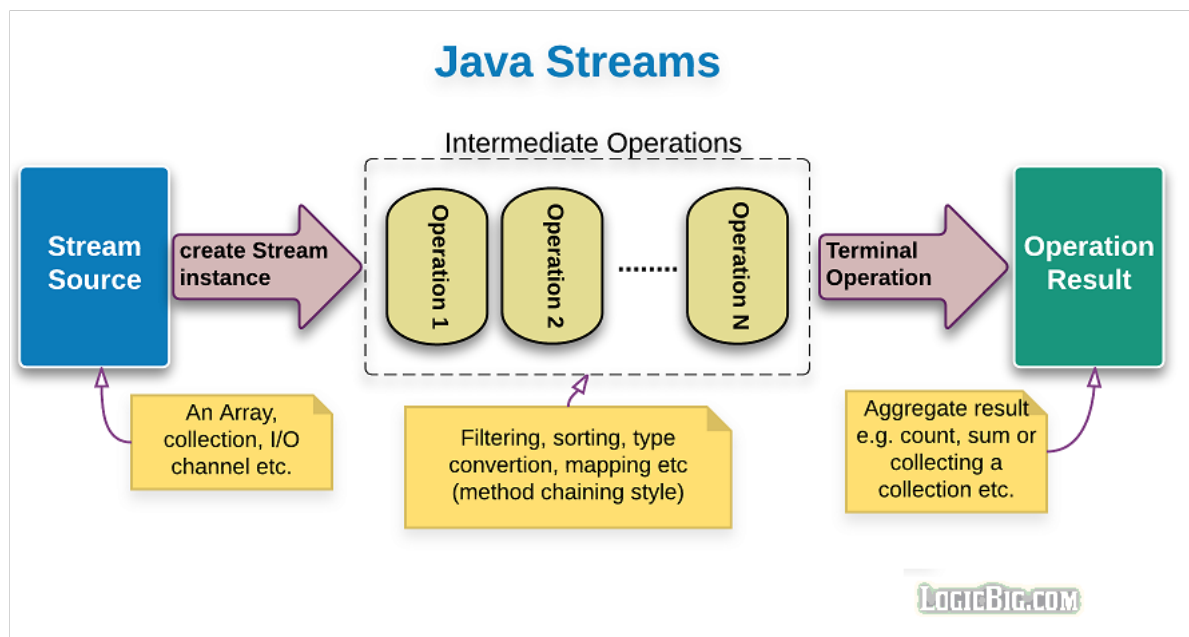 Java Streams
Intermediate Operations
Stream
Source
create Stream
instance
Operation 1
Operation 2
Operation N
Terminal
Operation
Operation
Result
An Array,
collection, I/O
channel etc.
Filtering, sorting, type
convertion, mapping etc
(method chaining style)
Aggregate result
e.g. count, sum or
collecting a
collection etc.
LOGICBIG.COM